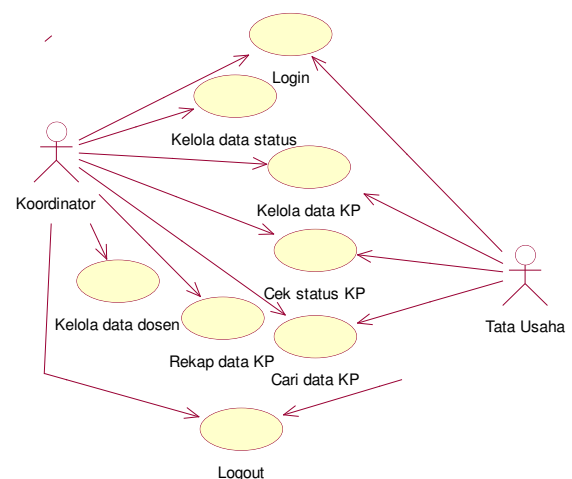 Login
Kelola data status
Koordinator
Kelola data KP
Cek status KP
Tata Usaha
Kelola data dosen
Rekap data KP
Cari data KP
Logout